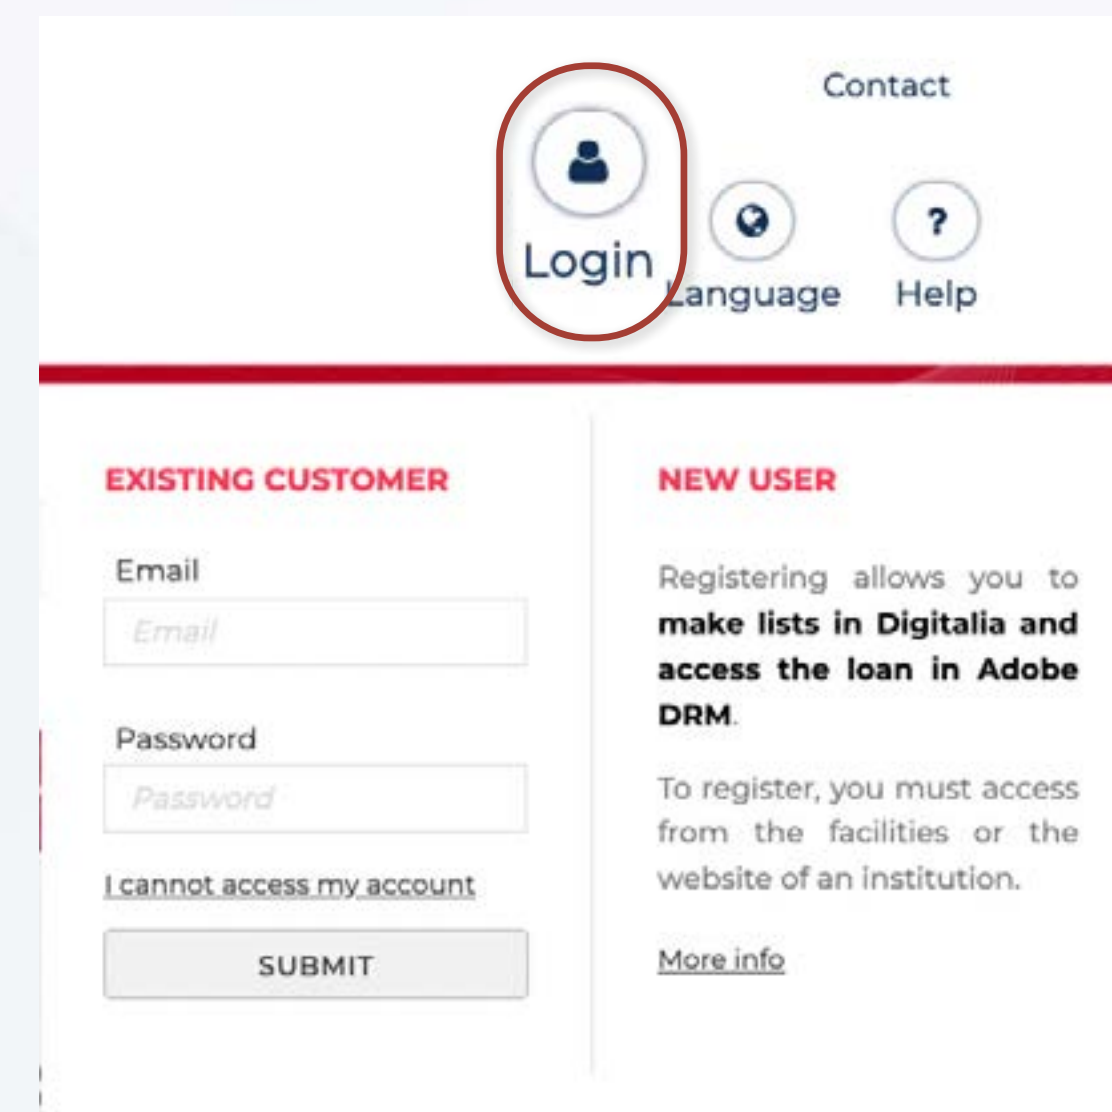 Contact
Login
Language
?
Help
EXISTING CUSTOMER
Email
Email
Password
Password
I cannot access my account
SUBMIT
NEW USER
Registering allows you to
make lists in Digitalia and
access the loan in Adobe
DRM.
To register, you must access
from the facilities or the
website of an institution.
More info